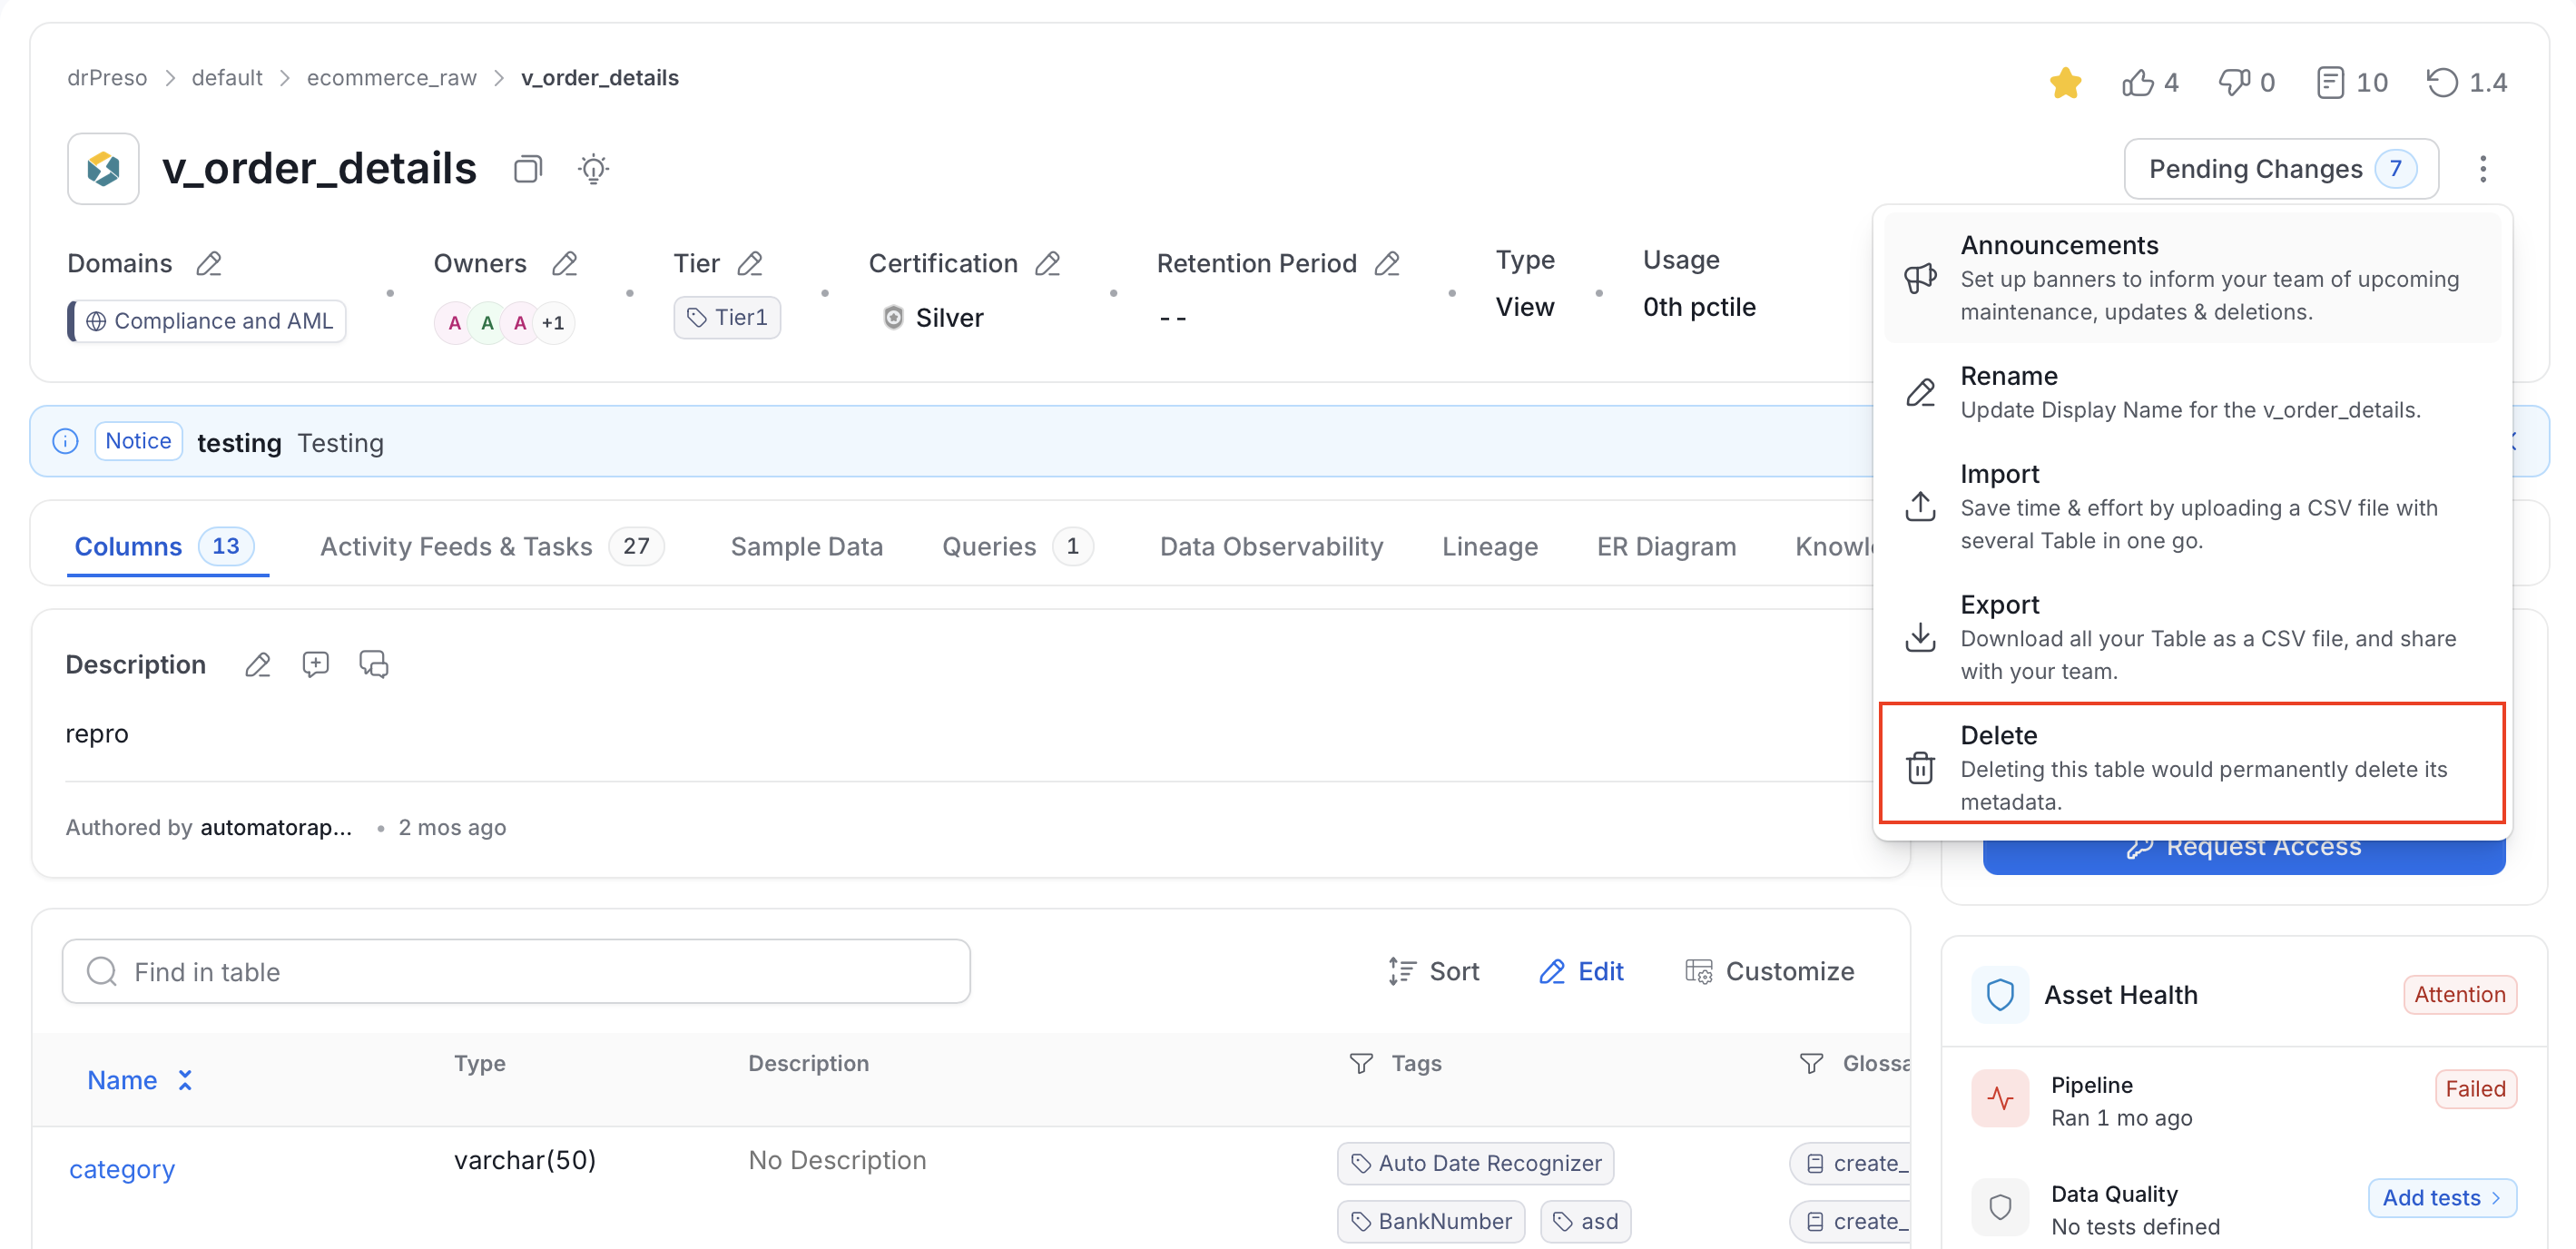 drPreso > default > ecommerce_raw > v_order_details
4 0 10 1.4
v_order_details
Pending Changes 7
Domains
Owners
Tier
Certification
Retention Period
Type
Usage
Compliance and AML
A A A +1
Tier1
Silver
--
View
0th pctile
Announcements
Set up banners to inform your team of upcoming
maintenance, updates & deletions.
Rename
Update Display Name for the v_order_details.
Import
Save time & effort by uploading a CSV file with
several Table in one go.
Export
Download all your Table as a CSV file, and share
with your team.
Delete
Deleting this table would permanently delete its
metadata.
Notice testing Testing
Columns 13 Activity Feeds & Tasks 27 Sample Data Queries 1 Data Observability Lineage ER Diagram Knowl
Description
repro
Authored by automatorap... • 2 mos ago
Request Access
Find in table
Sort Edit Customize
Name Type Description Tags Glossa
category varchar(50) No Description Auto Date Recognizer create_
BankNumber asd create_
Asset Health Attention
Pipeline Failed
Ran 1 mo ago
Data Quality Add tests >
No tests defined